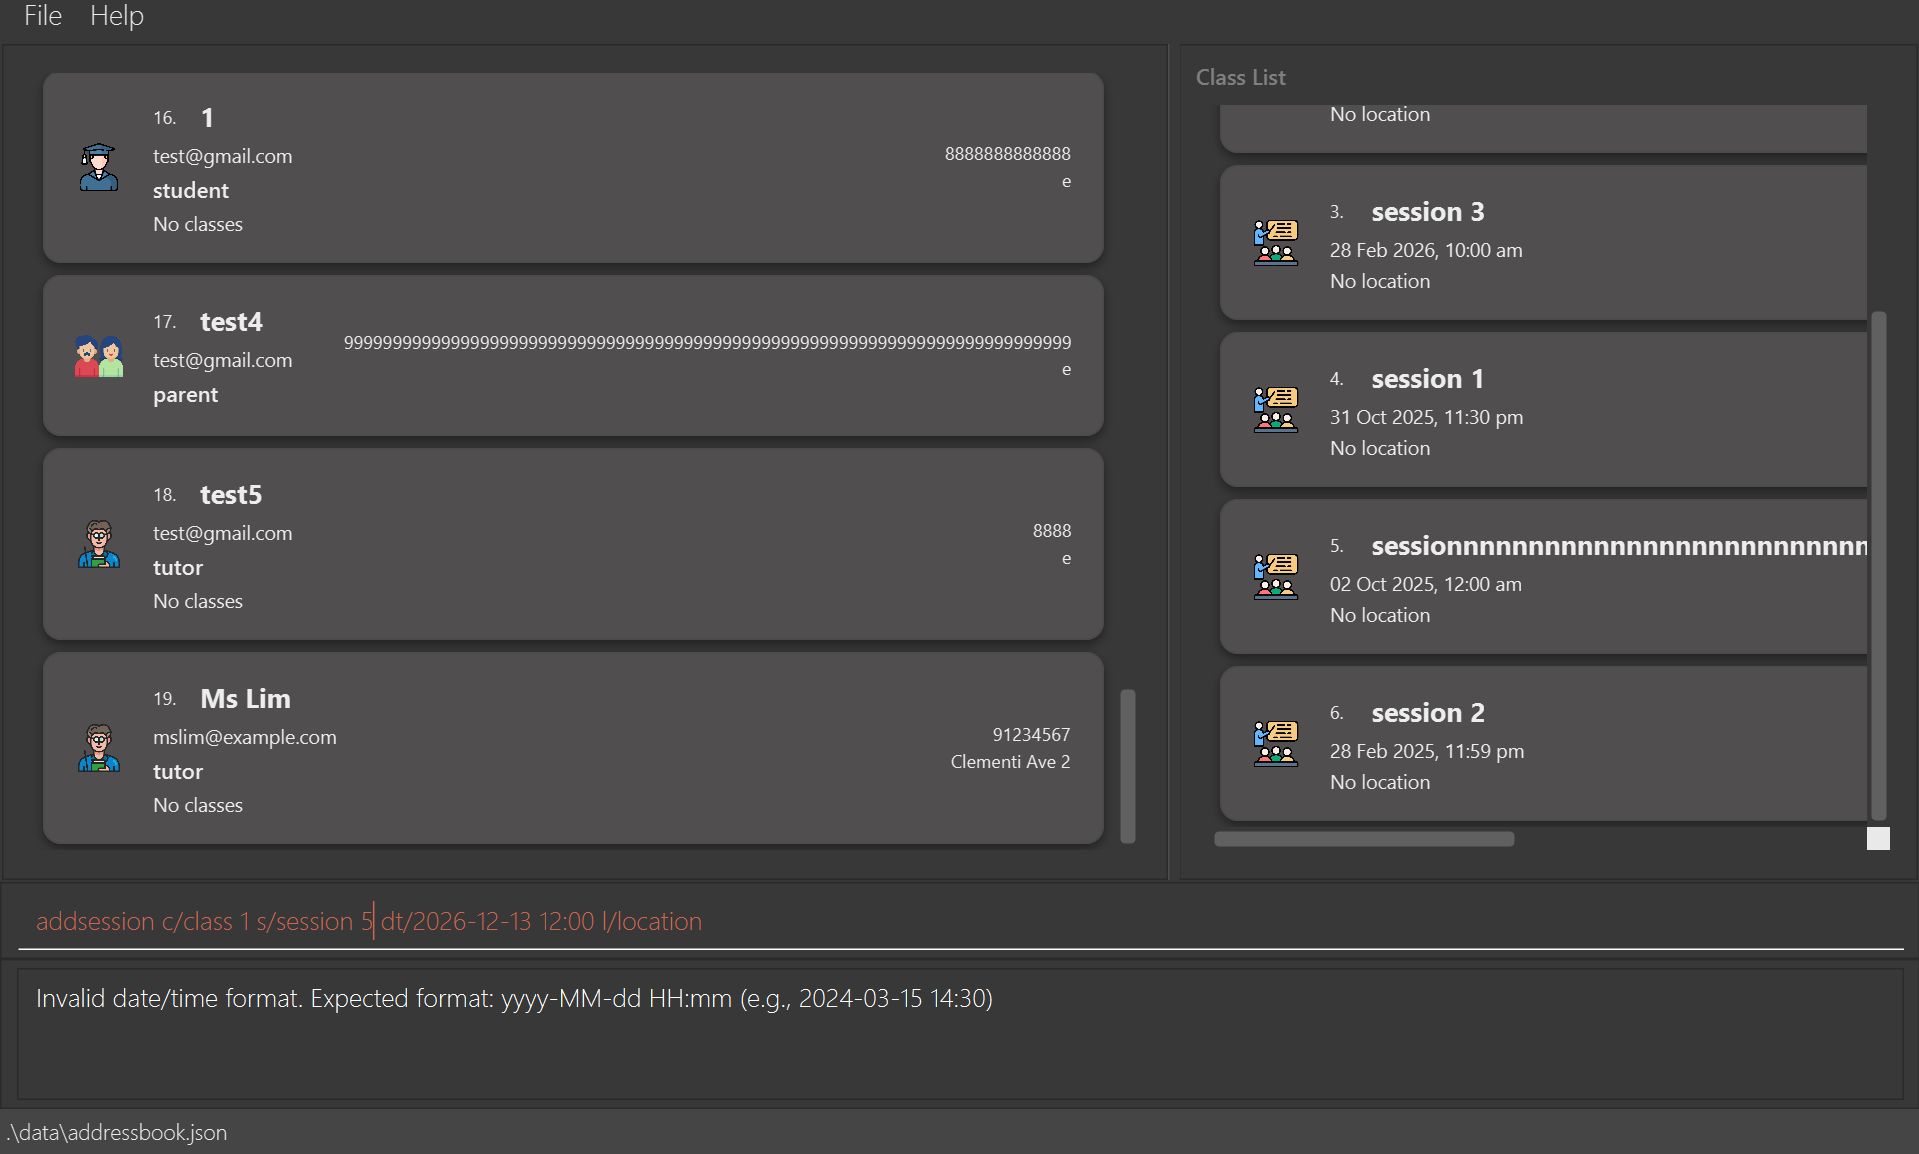 File Help
16. 1
test@gmail.com
8888888888888
student
e
No classes
17. test4
9999999999999999999999999999999999999999999999999999999999999999999999999999
test@gmail.com
e
parent
18. test5
test@gmail.com
8888
tutor
e
No classes
19. Ms Lim
mslim@example.com
91234567
tutor
Clementi Ave 2
No classes
Class List
No location
3. session 3
28 Feb 2026, 10:00 am
No location
4. session 1
31 Oct 2025, 11:30 pm
No location
5. sessionnnnnnnnnnnnnnnnnnnnnnnnnn
02 Oct 2025, 12:00 am
No location
6. session 2
28 Feb 2025, 11:59 pm
No location
addsession c/class 1 s/session 5 dt/2026-12-13 12:00 l/location
Invalid date/time format. Expected format: yyyy-MM-dd HH:mm (e.g., 2024-03-15 14:30)
.\data\addressbook.json